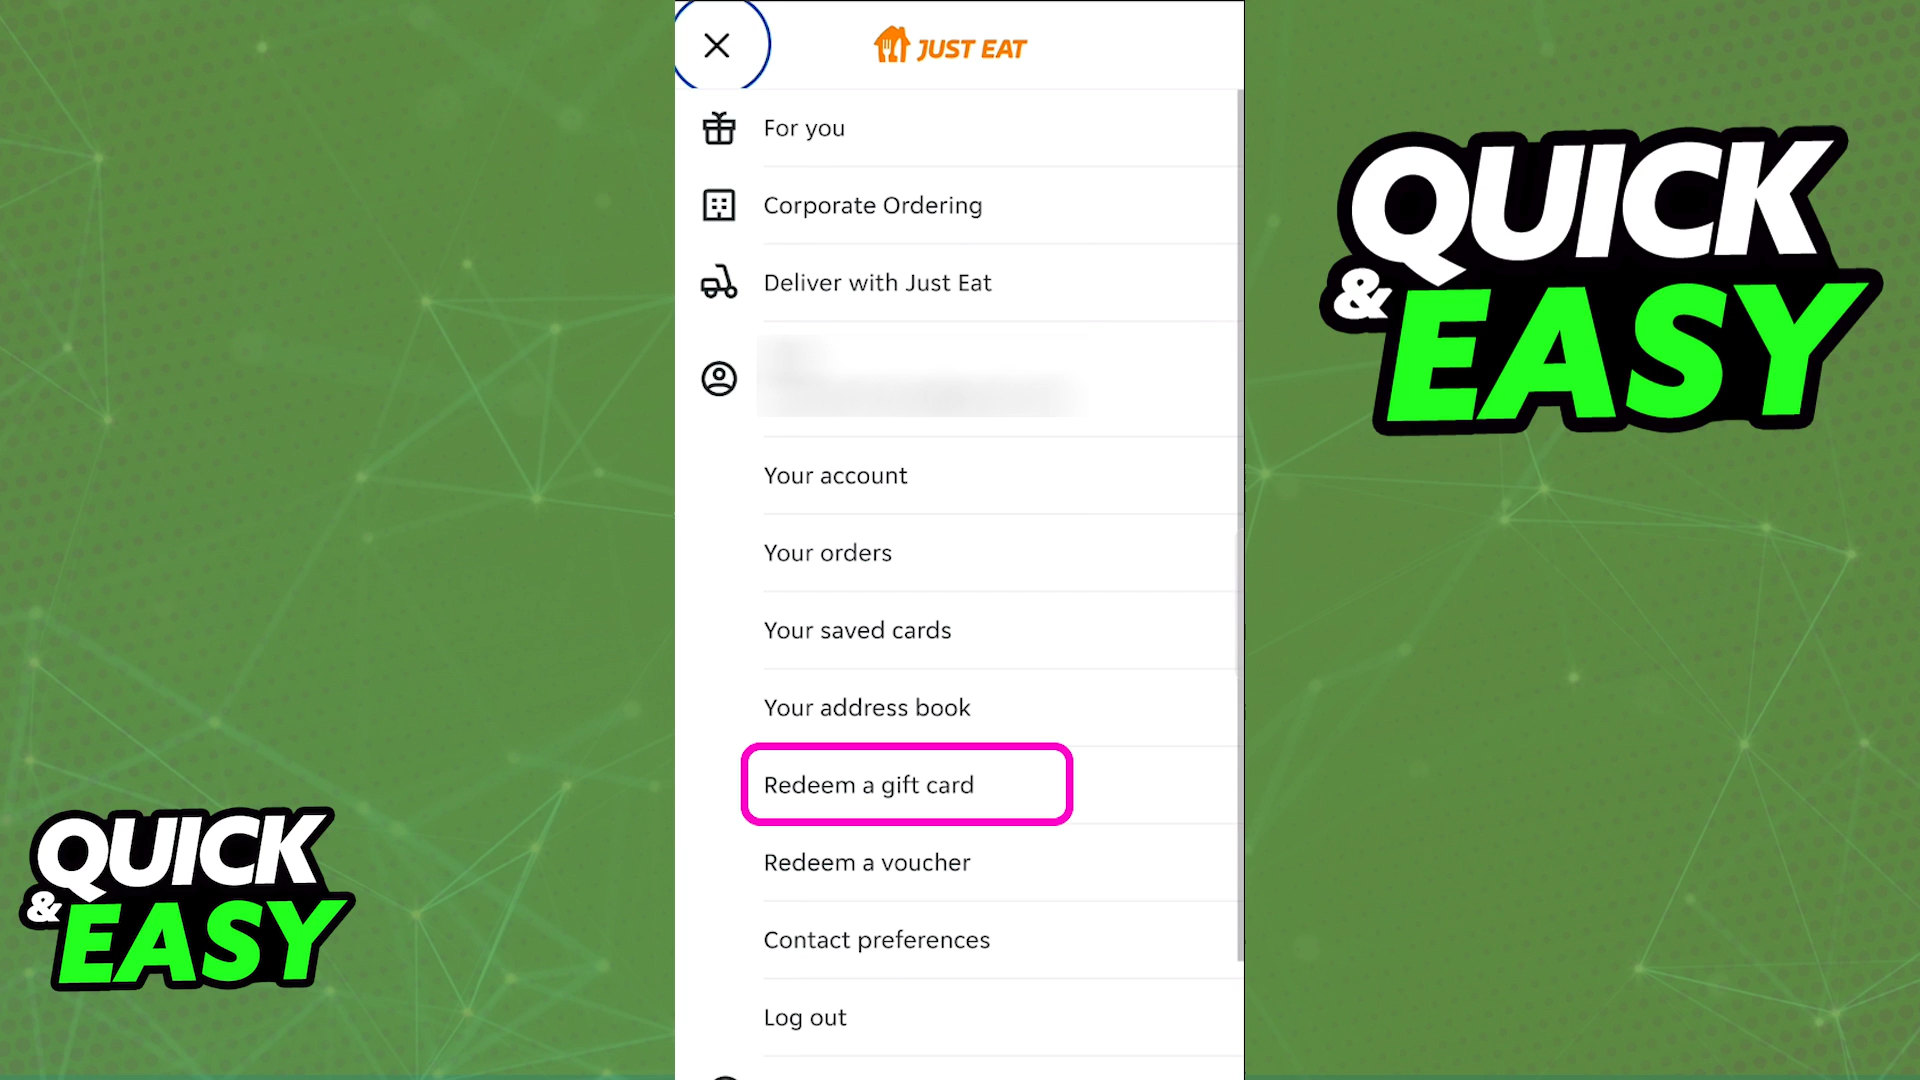 JUST EAT
For you
Corporate Ordering
Deliver with Just Eat
Your account
Your orders
Your saved cards
Your address book
Redeem a gift card
Redeem a voucher
Contact preferences
Log out
QUICK
& EASY
QUICK
& EASY